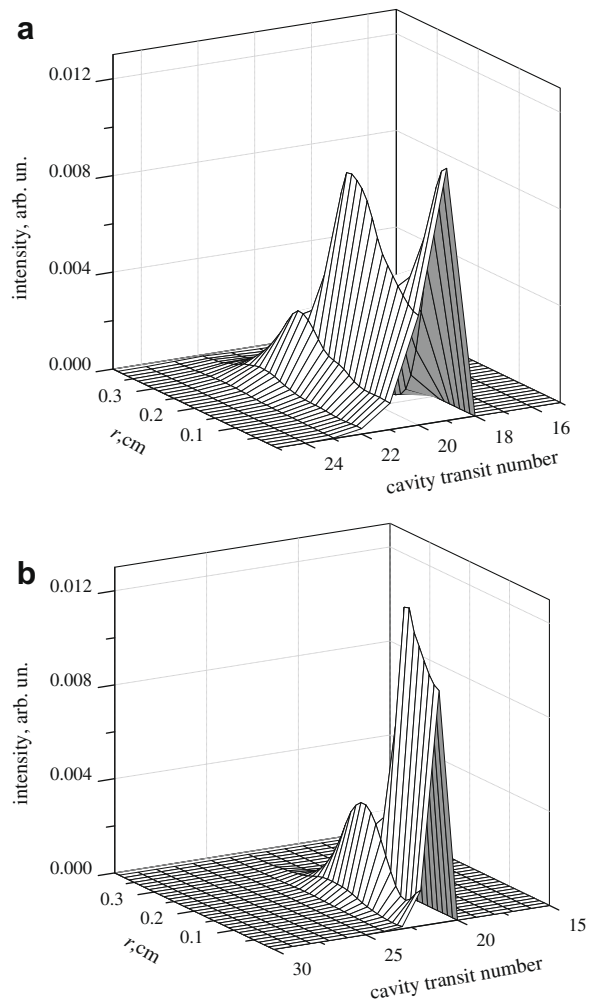 a
0.012
0.008
0.004
0.000
intensity, arb. un.
0.3
0.2
0.1
r,cm
24
22
20
18
16
cavity transit number
b
0.012
0.008
0.004
0.000
intensity, arb. un.
0.3
0.2
0.1
r,cm
30
25
20
15
cavity transit number